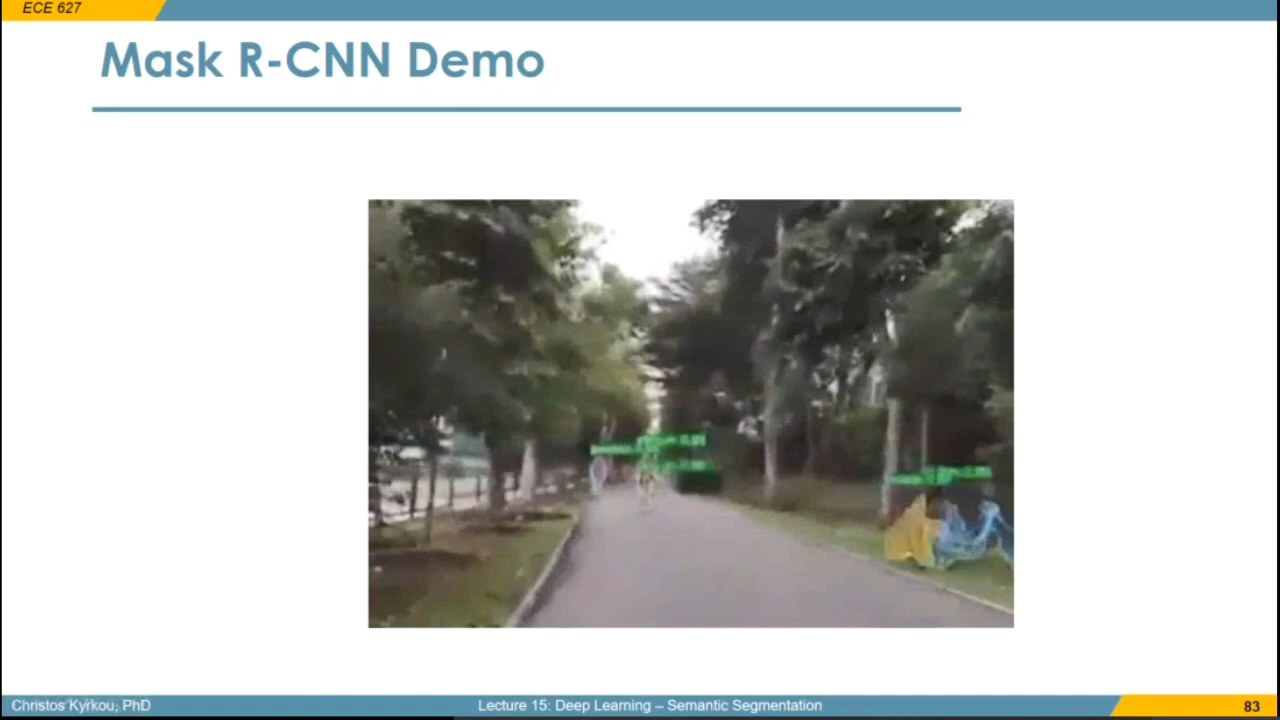 ECE 627
Mask R-CNN Demo
Christos Kyrkou, PhD
Lecture 15: Deep Learning – Semantic Segmentation
83